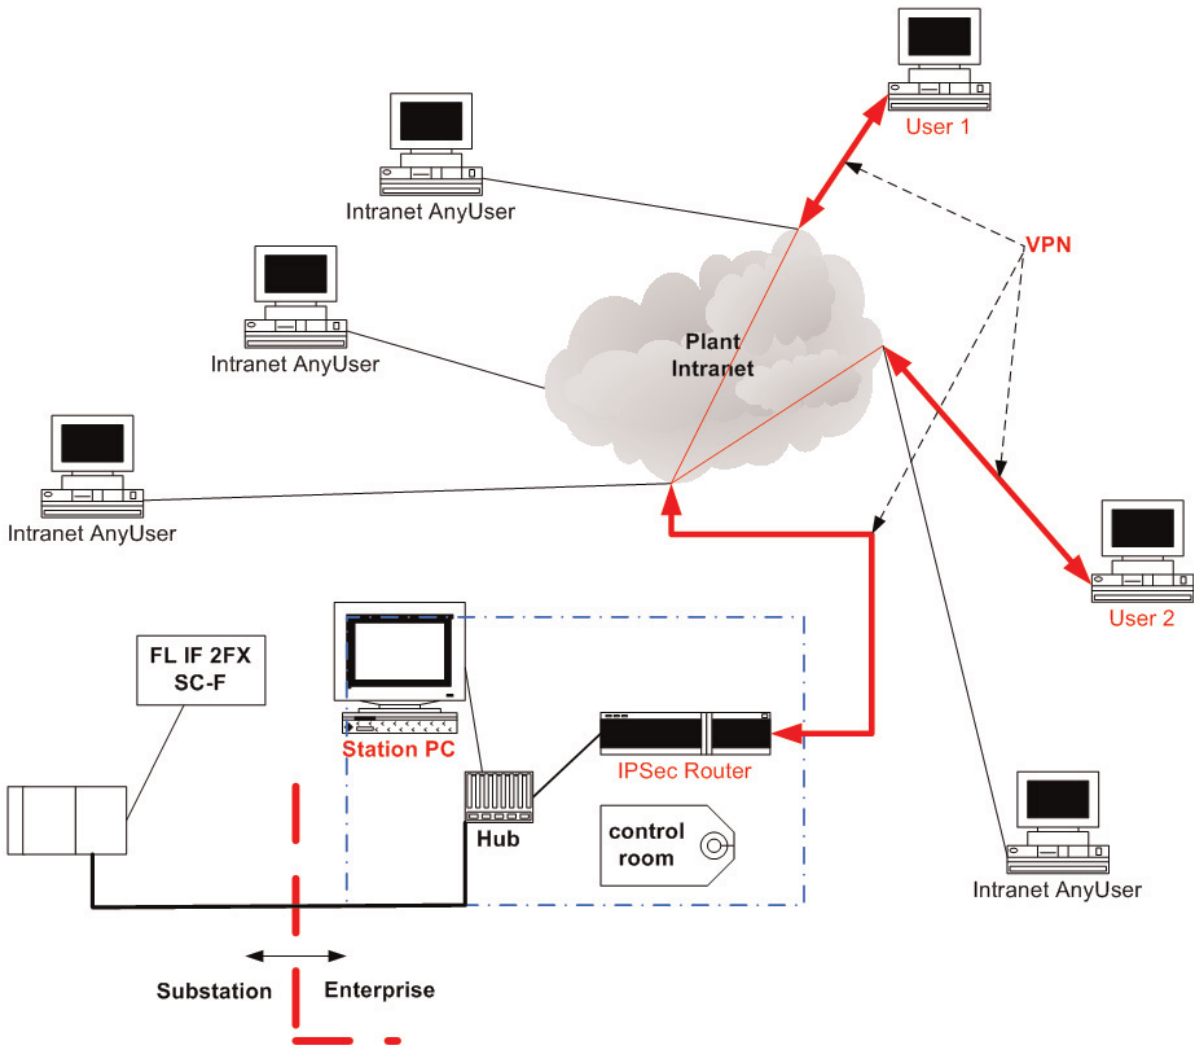 User 1
Intranet AnyUser
VPN
Intranet AnyUser
Plant
Intranet
Intranet AnyUser
User 2
FL IF 2FX
SC-F
Station PC
IPSec Router
Hub
control
room
Intranet AnyUser
Substation
Enterprise